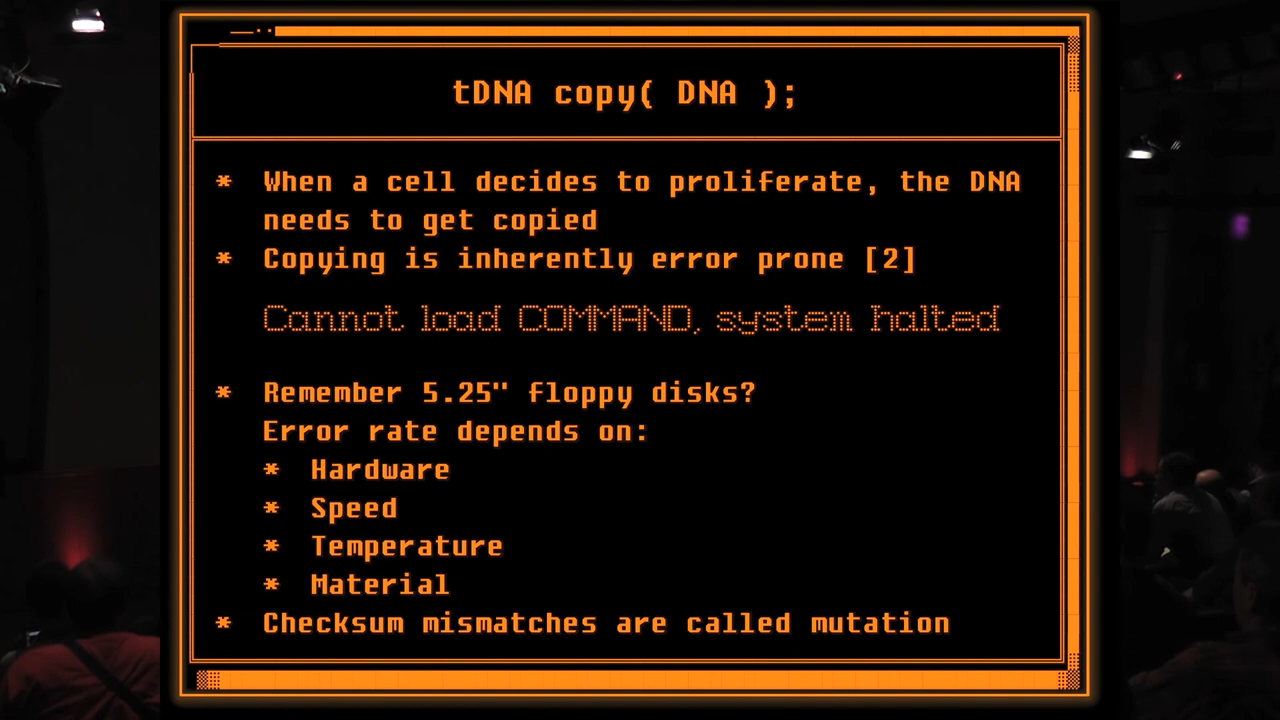 tDNA copy( DNA );
* When a cell decides to proliferate, the DNA
needs to get copied
* Copying is inherently error prone [2]
Cannot load COMMAND, system halted
* Remember 5.25" floppy disks?
Error rate depends on:
* Hardware
* Speed
* Temperature
* Material
* Checksum mismatches are called mutation